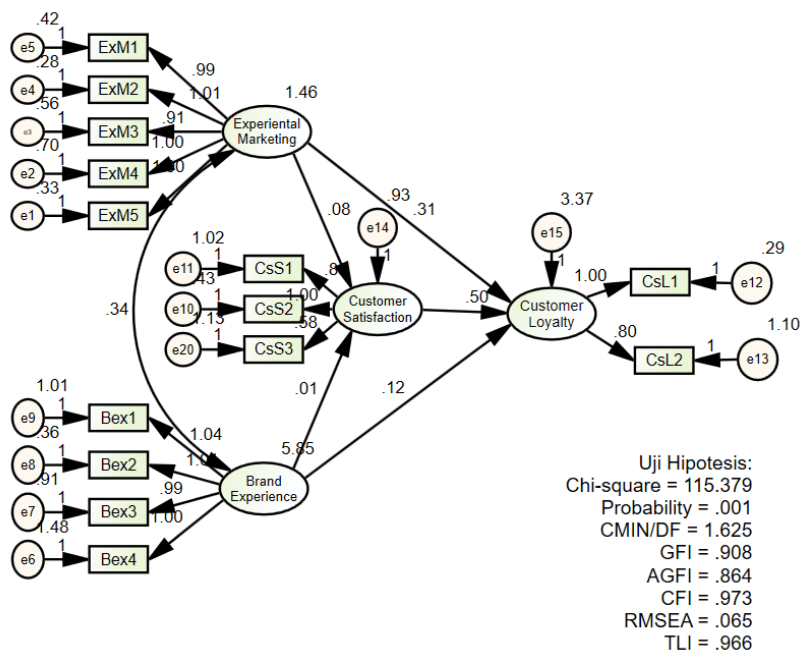 .42
e5 1 ExM1
.28
e4 1 ExM2
.56
e3 1 ExM3
.70
e2 1 ExM4
.33
e1 1 ExM5
.99
1.01
.91
1.00
1.46
Experiental
Marketing
.34
.08
.93
.31
e14
1
3.37
e15
1
1.02
e11 1 CsS1
.43
e10 1 CsS2
1.13
e20 1 CsS3
1.00
.58
Customer
Satisfaction
.50
Customer
Loyalty
1.00
CsL1 1 e12
.29
.80
CsL2 1 e13
1.10
.01
.12
1.01
e9 1 Bex1
.36
e8 1 Bex2
.91
e7 1 Bex3
1.48
e6 1 Bex4
1.04
.99
1.00
5.85
Brand
Experience
Uji Hipotesis:
Chi-square = 115.379
Probability = .001
CMIN/DF = 1.625
GFI = .908
AGFI = .864
CFI = .973
RMSEA = .065
TLI = .966